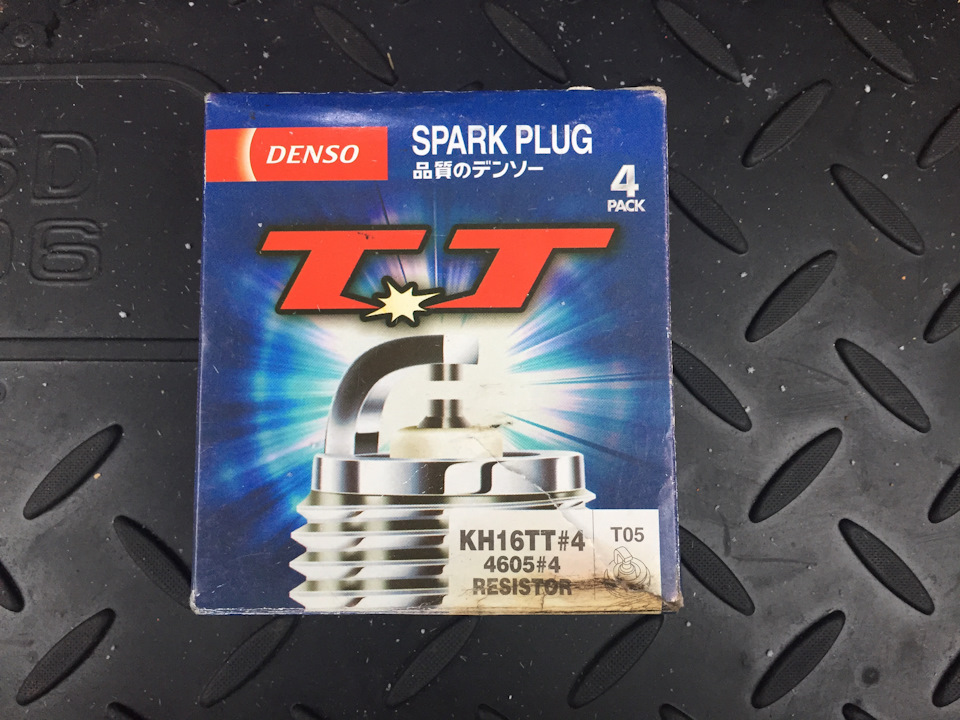 DENSO
SPARK PLUG
品質のデンソー
4
PACK
TT
KH16TT#4
4605#4
RESISTOR
T05